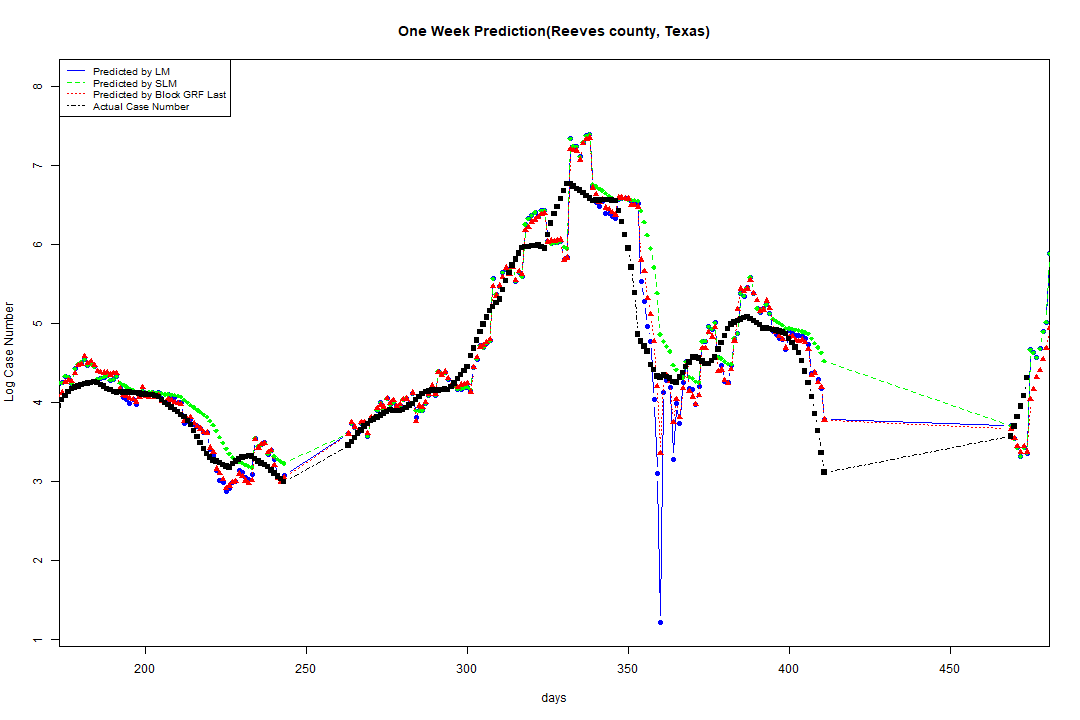 One Week Prediction(Reeves county, Texas)
Predicted by LM
Predicted by SLM
Predicted by Block GRF Last
Actual Case Number
Log Case Number
8
7
6
5
4
3
2
1
200 250 300 350 400 450
days